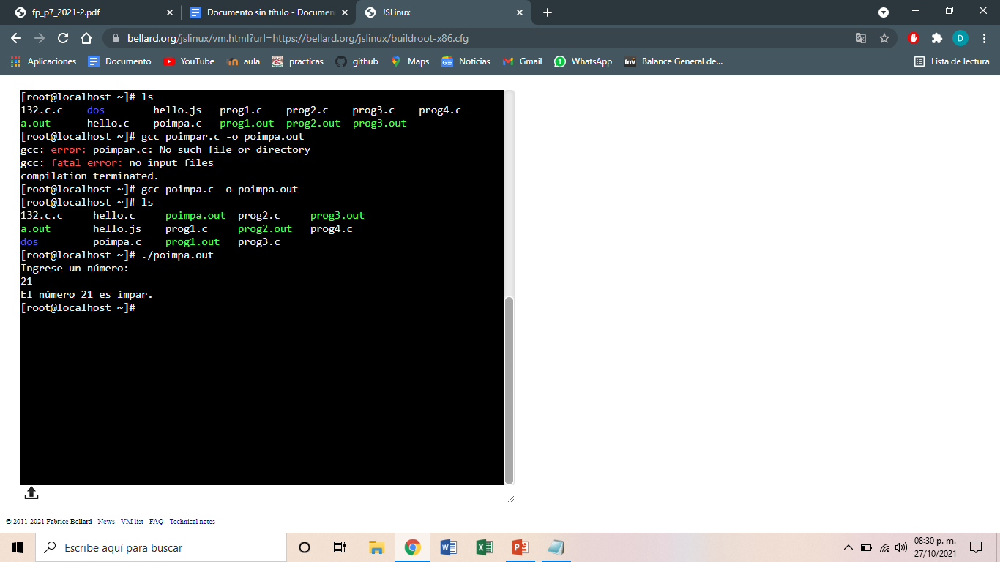 fp_p7_2021-2.pdf
Documento sin título - Documen
JSLinux
bellard.org/jslinux/vm.html?url=https://bellard.org/jslinux/buildroot-x86.cfg
D
Aplicaciones Documento YouTube aula practicas github Maps Noticias Gmail WhatsApp Inv Balance General de... Lista de lectura
[root@localhost ~]# ls
132.c.c dos hello.js prog1.c prog2.c prog3.c prog4.c
a.out hello.c poimpa.c prog1.out prog2.out prog3.out
[root@localhost ~]# gcc poimpar.c -o poimpa.out
gcc: error: poimpar.c: No such file or directory
gcc: fatal error: no input files
compilation terminated.
[root@localhost ~]# gcc poimpa.c -o poimpa.out
[root@localhost ~]# ls
132.c.c hello.c poimpa.out prog2.c prog3.out
a.out hello.js prog1.c prog2.out prog4.c
dos poimpa.c prog1.out prog3.c
[root@localhost ~]# ./poimpa.out
Ingrese un número:
21
El número 21 es impar.
[root@localhost ~]#
© 2011-2021 Fabrice Bellard - News - VM list - FAQ - Technical notes
Escribe aquí para buscar
08:30 p. m.
27/10/2021